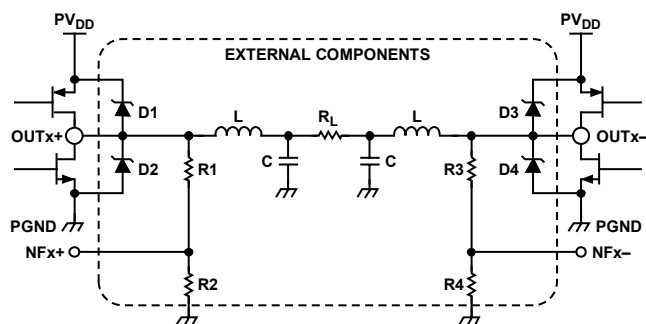 PVDD PVDD
EXTERNAL COMPONENTS
D1 L RL L D3
OUTx+ OUTx–
D2 R1 C C R3 D4
PGND PGND
NFx+ NFx–
R2 R4